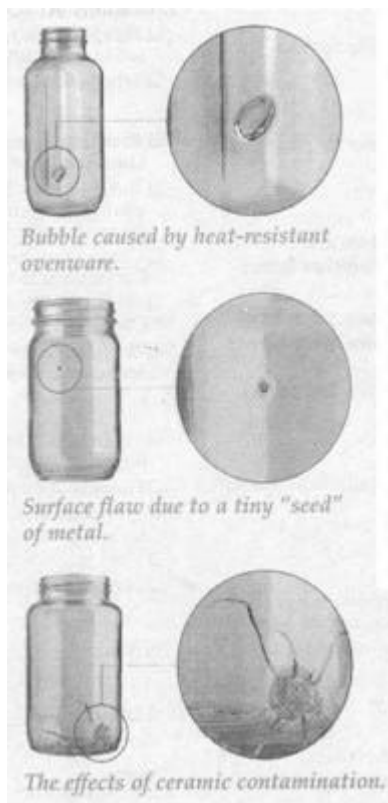 Bubble caused by heat-resistant
ovenware.
Surface flaw due to a tiny "seed"
of metal.
The effects of ceramic contamination.